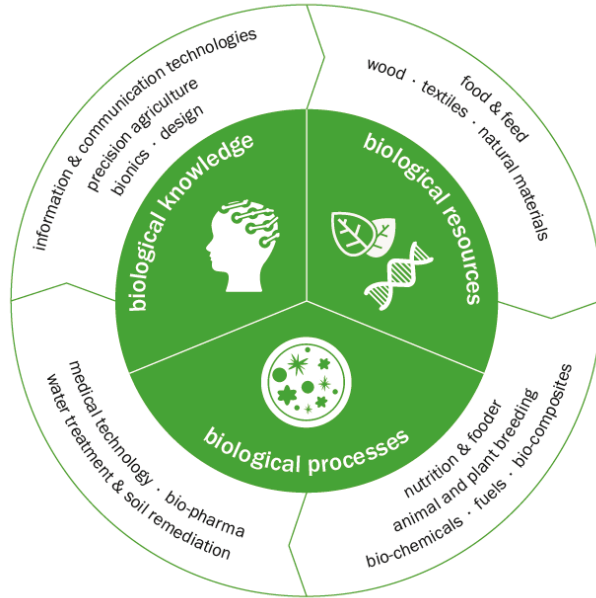 information & communication technologies
precision agriculture
bionics · design
food & feed
wood · textiles · natural materials
biological knowledge
biological resources
biological processes
medical technology · bio-pharma
water treatment & soil remediation
nutrition & fooder
animal and plant breeding
bio-chemicals · fuels · bio-composites